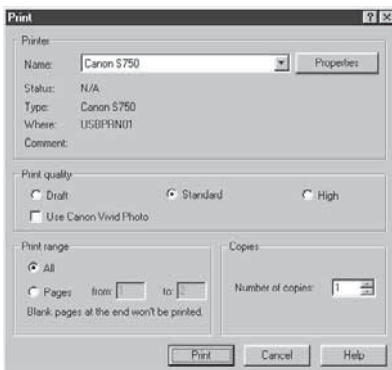 Print
Printer
Name: Canon S750 Properties
Status: N/A
Type: Canon S750
Where: USBPRN01
Comment:
Print quality
Draft Standard High
Use Canon Vivid Photo
Print range
All
Pages from: 1 to: 2
Blank pages at the end won't be printed.
Copies
Number of copies: 1
Print Cancel Help